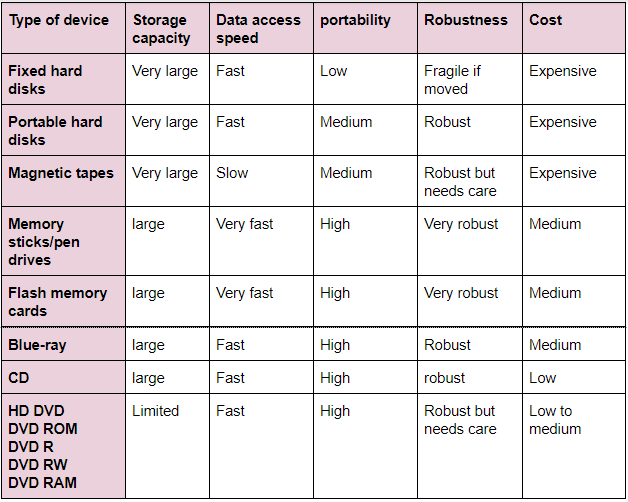 Type of device Storage capacity Data access speed portability Robustness Cost
Fixed hard disks Very large Fast Low Fragile if moved Expensive
Portable hard disks Very large Fast Medium Robust Expensive
Magnetic tapes Very large Slow Medium Robust but needs care Expensive
Memory sticks/pen drives large Very fast High Very robust Medium
Flash memory cards large Very fast High Very robust Medium
Blue-ray large Fast High Robust Medium
CD large Fast High robust Low
HD DVD DVD ROM DVD R DVD RW DVD RAM Limited Fast High Robust but needs care Low to medium